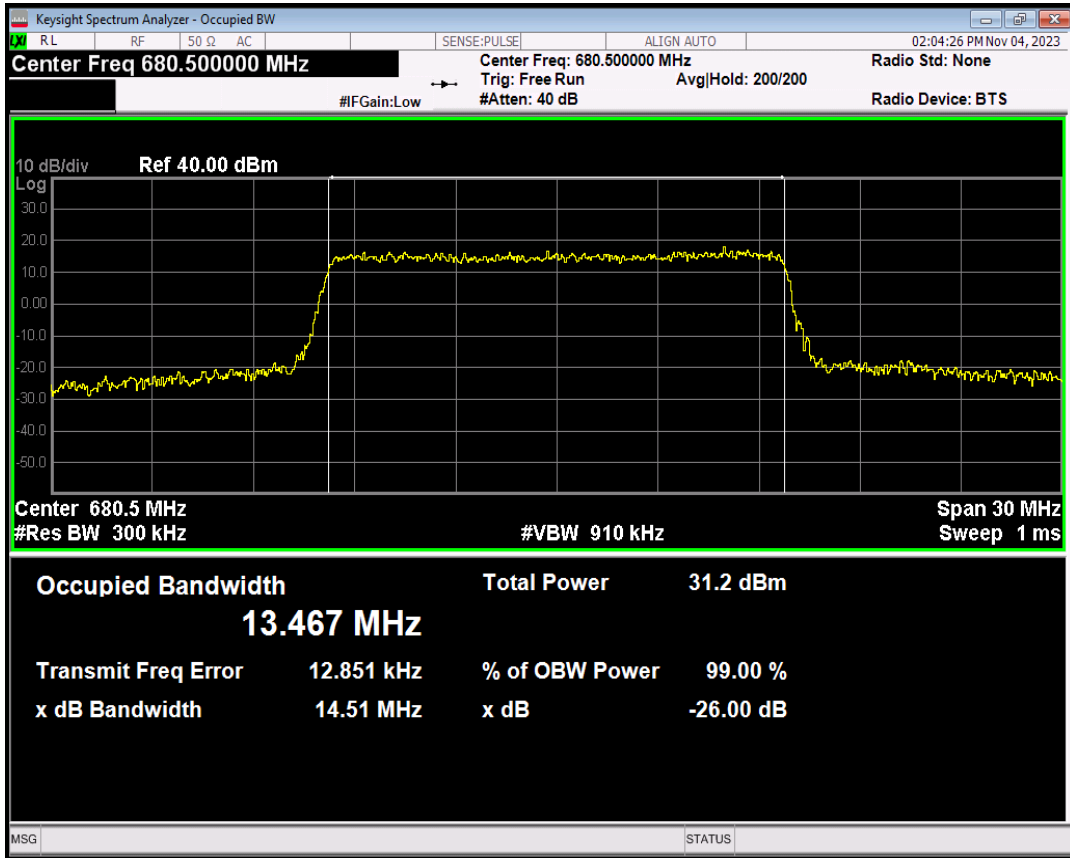 Keysight Spectrum Analyzer - Occupied BW
LXI RL RF 50 Ω AC SENSE:PULSE ALIGN AUTO 02:04:26 PM Nov 04, 2023
Center Freq 680.500000 MHz Center Freq: 680.500000 MHz Radio Std: None
Trig: Free Run Avg|Hold: 200/200
#IFGain:Low #Atten: 40 dB Radio Device: BTS
10 dB/div Ref 40.00 dBm
Log
30.0
20.0
10.0
0.00
-10.0
-20.0
-30.0
-40.0
-50.0
Center 680.5 MHz Span 30 MHz
#Res BW 300 kHz #VBW 910 kHz Sweep 1 ms
Occupied Bandwidth Total Power 31.2 dBm
13.467 MHz
Transmit Freq Error 12.851 kHz % of OBW Power 99.00 %
x dB Bandwidth 14.51 MHz x dB -26.00 dB
MSG STATUS